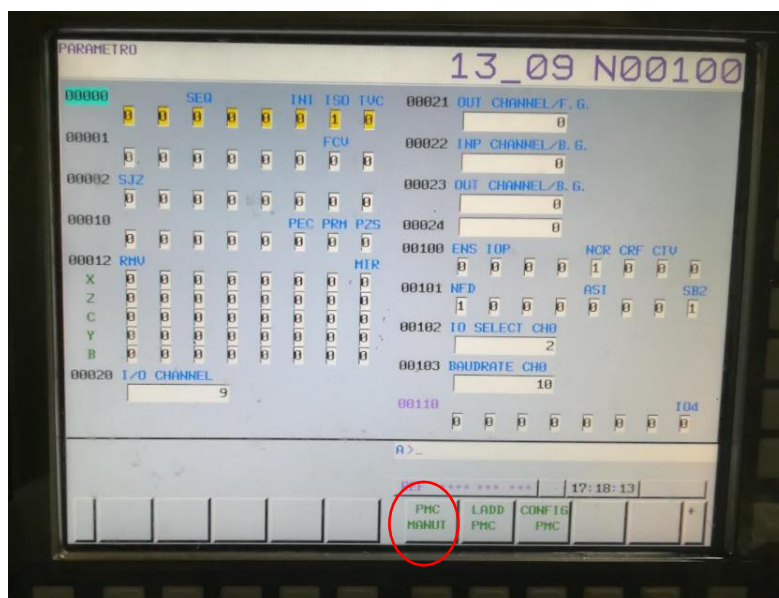 PARAMETRO
13_09 N00100
00000 SEQ INI ISO TVC
0 0 0 0 0 0 1 0
00001 FCV
0 0 0 0 0 0 0 0
00002 SJZ
0 0 0 0 0 0 0 0
00010 PEC PRM PZS
0 0 0 0 0 0 0 0
00012 RMV MIR
X 0 0 0 0 0 0 0 0
Z 0 0 0 0 0 0 0 0
C 0 0 0 0 0 0 0 0
Y 0 0 0 0 0 0 0 0
B 0 0 0 0 0 0 0 0
00020 I/O CHANNEL
9
00021 OUT CHANNEL/F.G.
0
00022 INP CHANNEL/B.G.
0
00023 OUT CHANNEL/B.G.
0
00024 0
00100 ENS IOP NCR CRF CTV
0 0 0 0 1 0 0 0
00101 NFD ASI SB2
1 0 0 0 0 0 0 1
00102 IO SELECT CH0
2
00103 BAUDRATE CH0
10
00110 IO4
0 0 0 0 0 0 0 0
A>_
**** *** *** 17:18:13
PMC MANUT LADD PMC CONFIG PMC +